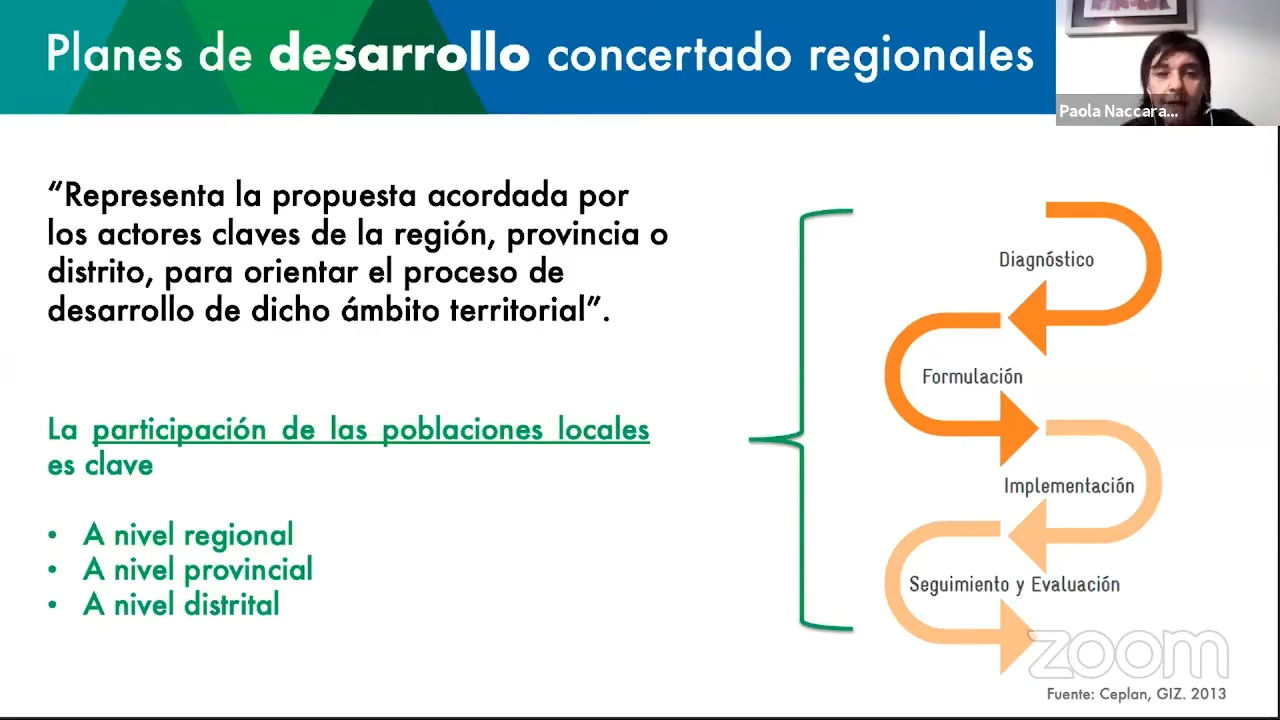 Planes de desarrollo concertado regionales
Paola Naccara...
“Representa la propuesta acordada por
los actores claves de la región, provincia o
distrito, para orientar el proceso de
desarrollo de dicho ámbito territorial”.
La participación de las poblaciones locales
es clave
• A nivel regional
• A nivel provincial
• A nivel distrital
Diagnóstico
Formulación
Implementación
Seguimiento y Evaluación
zoom
Fuente: Ceplan, GIZ. 2013